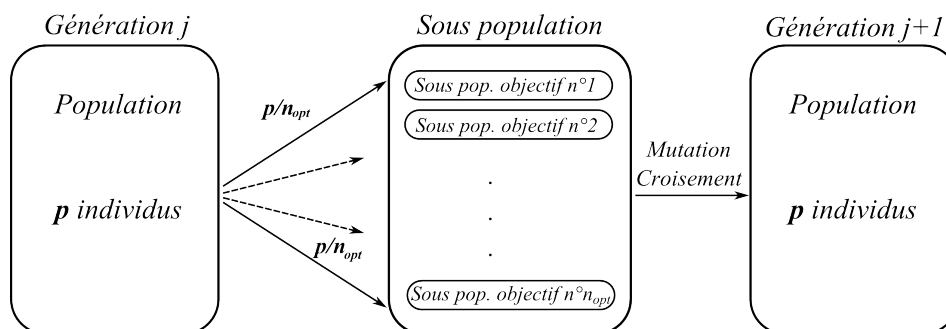 Génération j
Population
p individus
p/nopt
p/nopt
Sous population
Sous pop. objectif n°1
Sous pop. objectif n°2
.
.
.
Sous pop. objectif n°nopt
Mutation
Croisement
Génération j+1
Population
p individus